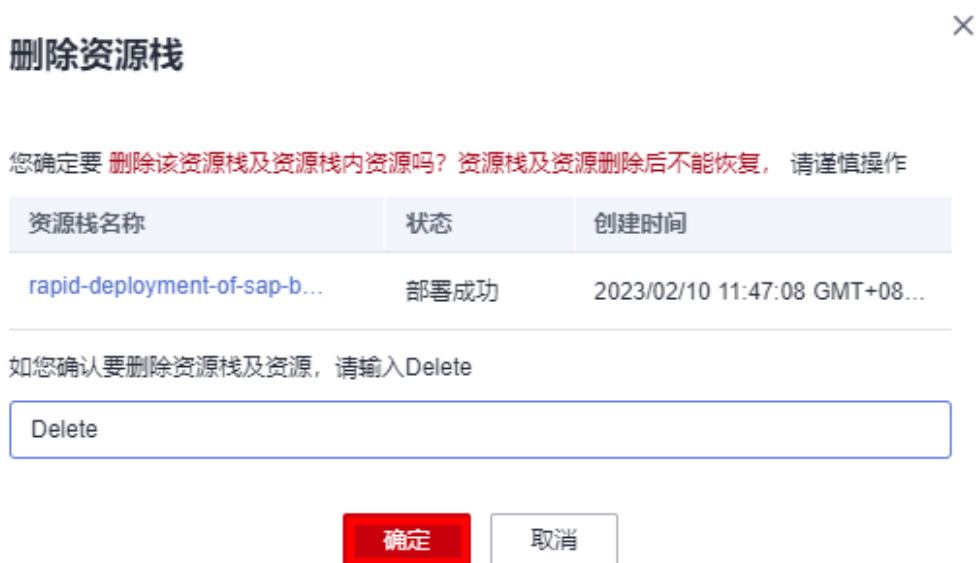 删除资源栈
您确定要 删除该资源栈及资源栈内资源吗？资源栈及资源删除后不能恢复， 请谨慎操作
资源栈名称 状态 创建时间
rapid-deployment-of-sap-b... 部署成功 2023/02/10 11:47:08 GMT+08...
如您确认要删除资源栈及资源，请输入Delete
Delete
确定 取消